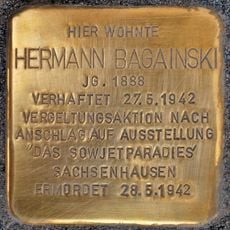 HIER WOHNTE
HERMANN BAGAINSKI
JG. 1888
VERHAFTET 27.5.1942
VERGELTUNGSAKTION NACH
ANSCHLAG AUF AUSSTELLUNG
"DAS SOWJETPARADIES"
SACHSENHAUSEN
ERMORDET 28.5.1942